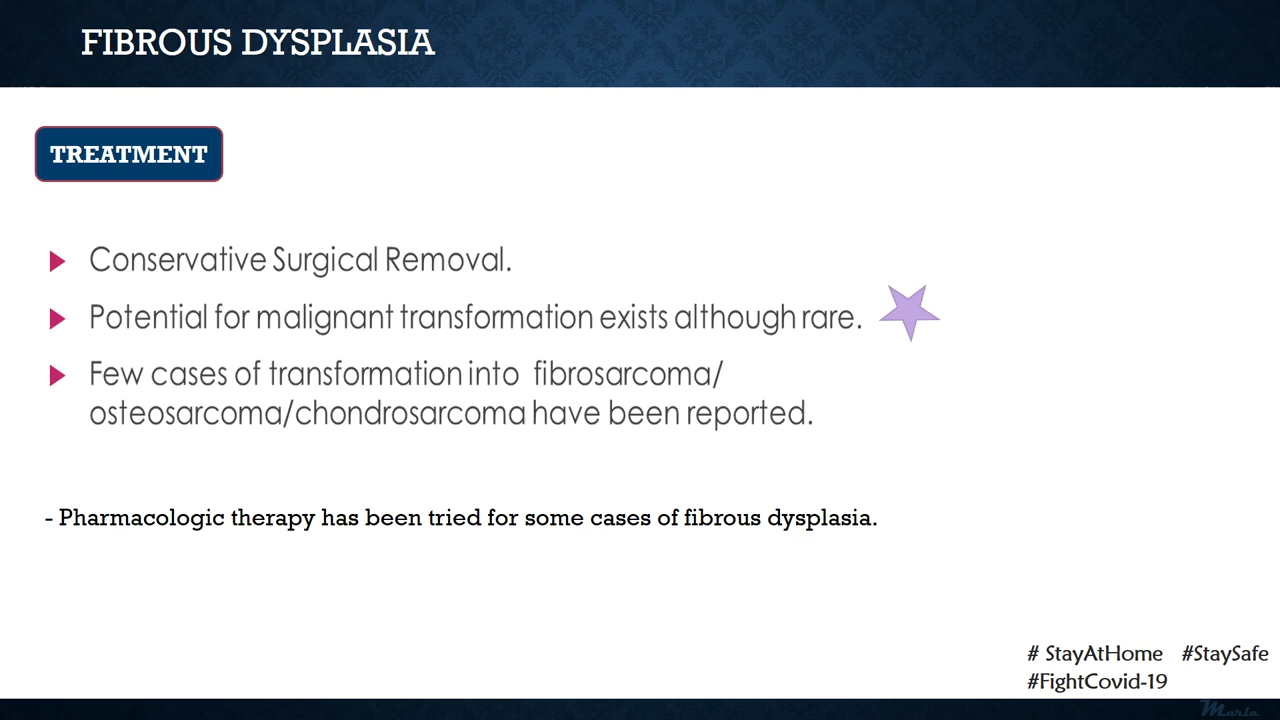 FIBROUS DYSPLASIA
TREATMENT
Conservative Surgical Removal.
Potential for malignant transformation exists although rare.
Few cases of transformation into fibrosarcoma/
osteosarcoma/chondrosarcoma have been reported.
- Pharmacologic therapy has been tried for some cases of fibrous dysplasia.
# StayAtHome #StaySafe
#FightCovid-19
Maria